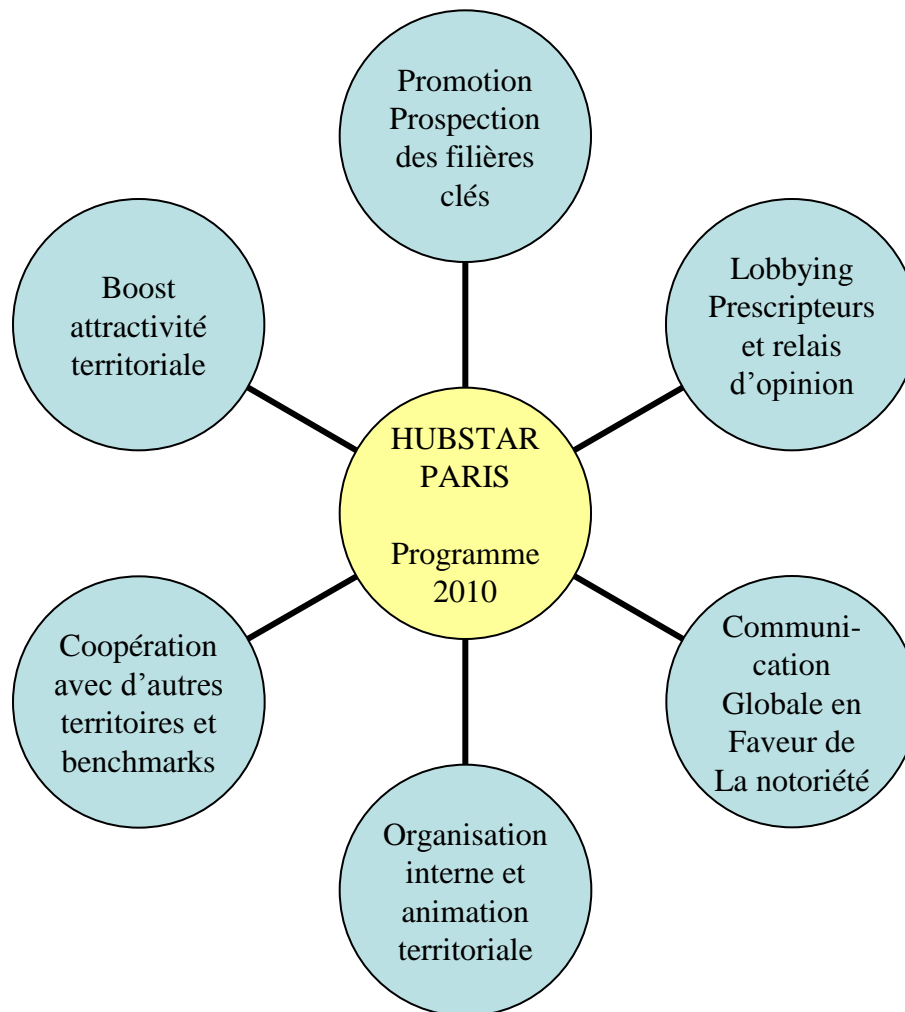 Promotion
Prospection
des filières
clés
Lobbying
Prescripteurs
et relais
d’opinion
Communi-
cation
Globale en
Faveur de
La notoriété
Organisation
interne et
animation
territoriale
Coopération
avec d’autres
territoires et
benchmarks
Boost
attractivité
territoriale
HUBSTAR
PARIS
Programme
2010